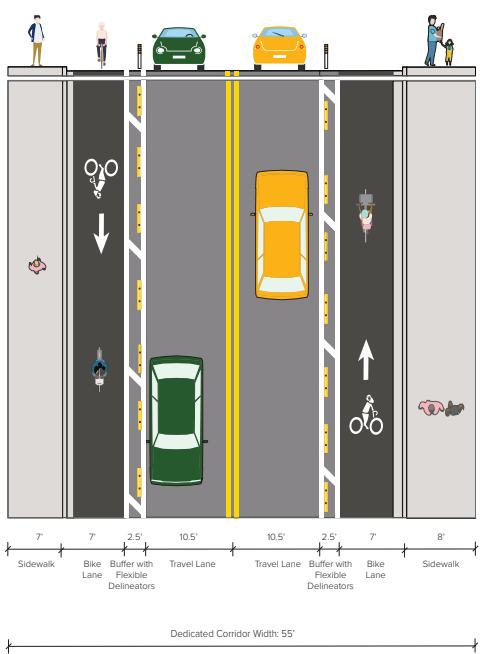 7' 7' 2.5' 10.5' 10.5' 2.5' 7' 8'
Sidewalk Bike Buffer with Travel Lane Travel Lane Buffer with Bike Sidewalk
Lane Flexible Flexible Lane
Delineators Delineators
Dedicated Corridor Width: 55'